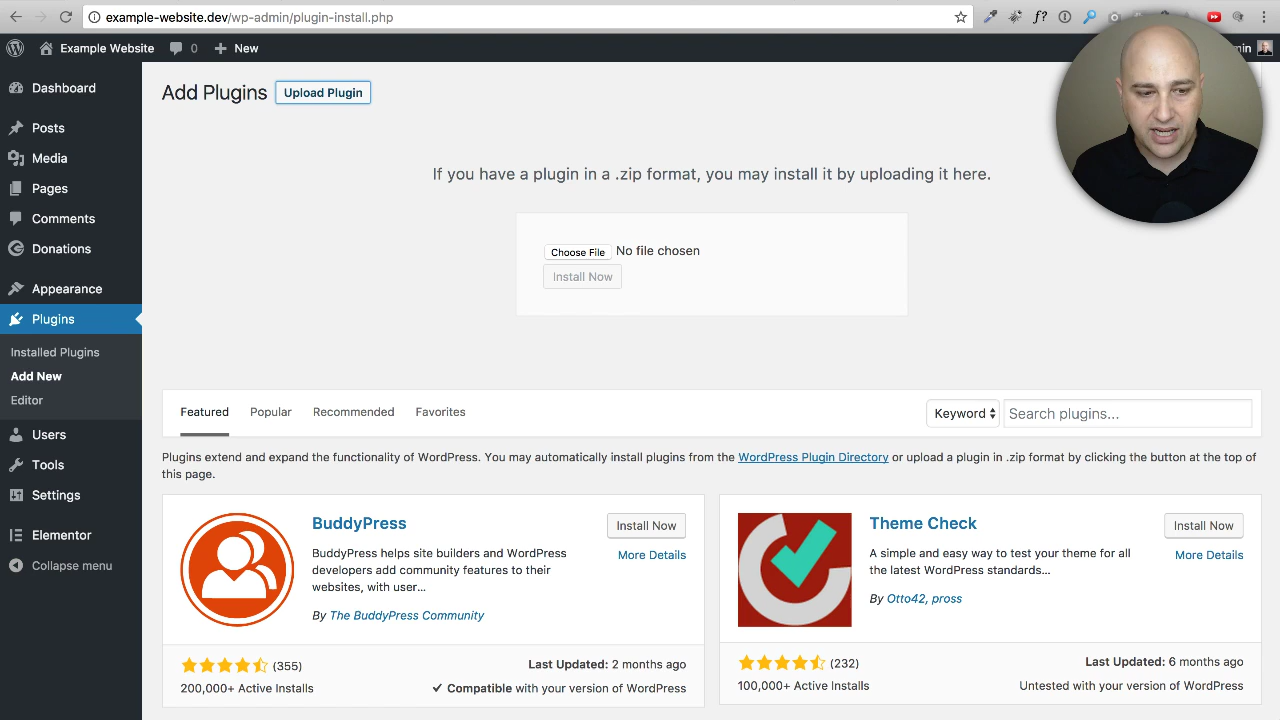 example-website.dev/wp-admin/plugin-install.php
f?
Example Website 0 New
min
Dashboard
Posts
Media
Pages
Comments
Donations
Appearance
Plugins
Installed Plugins
Add New
Editor
Users
Tools
Settings
Elementor
Collapse menu
Add Plugins Upload Plugin
If you have a plugin in a .zip format, you may install it by uploading it here.
Choose File No file chosen
Install Now
Featured Popular Recommended Favorites Keyword Search plugins...
Plugins extend and expand the functionality of WordPress. You may automatically install plugins from the WordPress Plugin Directory or upload a plugin in .zip format by clicking the button at the top of
this page.
BuddyPress
Install Now
BuddyPress helps site builders and WordPress
developers add community features to their
websites, with user...
More Details
By The BuddyPress Community
(355)
Last Updated: 2 months ago
200,000+ Active Installs
Compatible with your version of WordPress
Theme Check
Install Now
A simple and easy way to test your theme for all
the latest WordPress standards...
More Details
By Otto42, pross
(232)
Last Updated: 6 months ago
100,000+ Active Installs
Untested with your version of WordPress